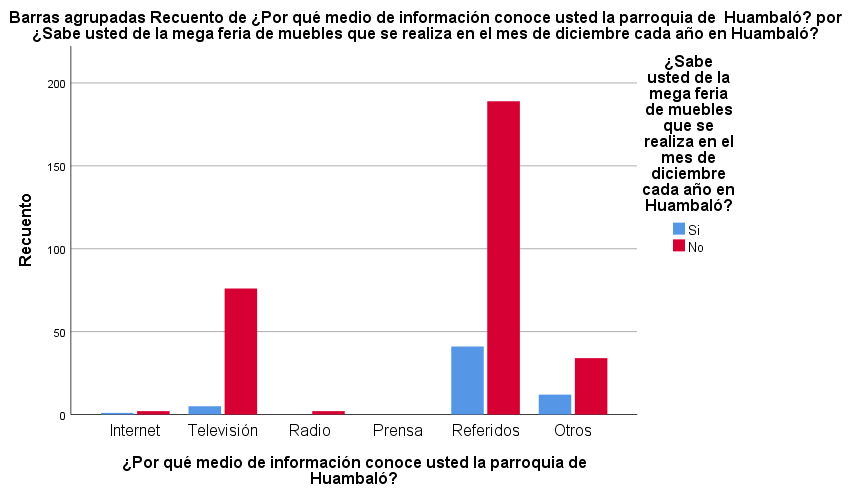 Barras agrupadas Recuento de ¿Por qué medio de información conoce usted la parroquia de  Huambaló? por
¿Sabe usted de la mega feria de muebles que se realiza en el mes de diciembre cada año en Huambaló?
¿Sabe
usted de la
mega feria
de muebles
que se
realiza en el
mes de
diciembre
cada año en
Huambaló?
Si
No
Recuento
200
150
100
50
0
Internet
Televisión
Radio
Prensa
Referidos
Otros
¿Por qué medio de información conoce usted la parroquia de
Huambaló?